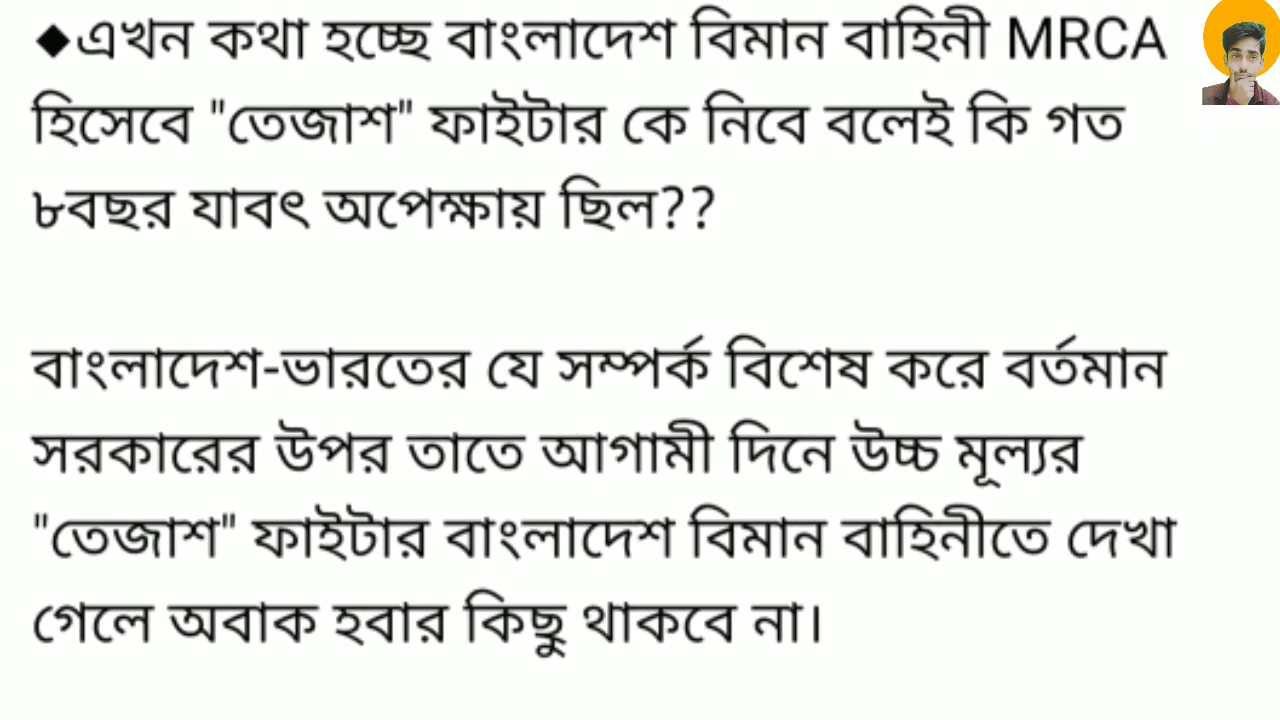 ◆এখন কথা হচ্ছে বাংলাদেশ বিমান বাহিনী MRCA
হিসেবে "তেজাশ" ফাইটার কে নিবে বলেই কি গত
৮বছর যাবৎ অপেক্ষায় ছিল??
বাংলাদেশ-ভারতের যে সম্পর্ক বিশেষ করে বর্তমান
সরকারের উপর তাতে আগামী দিনে উচ্চ মূল্যর
"তেজাশ" ফাইটার বাংলাদেশ বিমান বাহিনীতে দেখা
গেলে অবাক হবার কিছু থাকবে না।